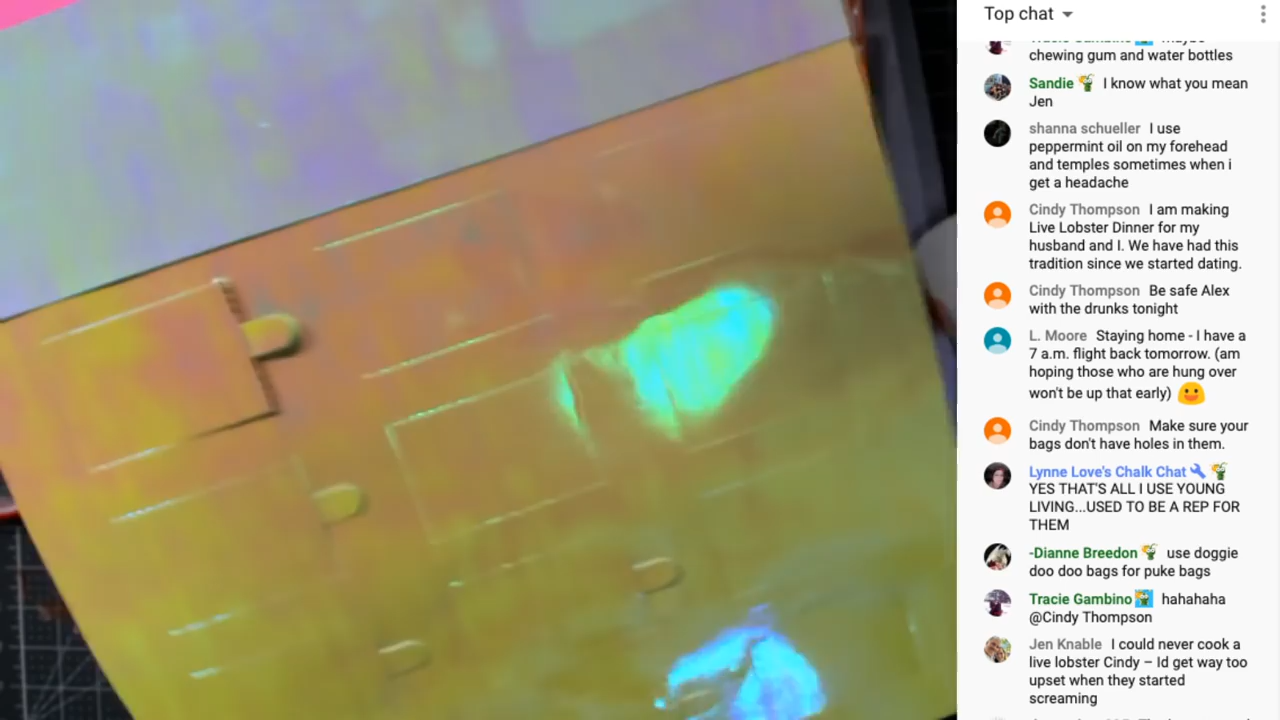 Top chat
chewing gum and water bottles
Sandie I know what you mean
Jen
shanna schueller I use
peppermint oil on my forehead
and temples sometimes when i
get a headache
Cindy Thompson I am making
Live Lobster Dinner for my
husband and I. We have had this
tradition since we started dating.
Cindy Thompson Be safe Alex
with the drunks tonight
L. Moore Staying home - I have a
7 a.m. flight back tomorrow. (am
hoping those who are hung over
won't be up that early)
Cindy Thompson Make sure your
bags don't have holes in them.
Lynne Love's Chalk Chat
YES THAT'S ALL I USE YOUNG
LIVING...USED TO BE A REP FOR
THEM
-Dianne Breedon use doggie
doo doo bags for puke bags
Tracie Gambino hahahaha
@Cindy Thompson
Jen Knable I could never cook a
live lobster Cindy – Id get way too
upset when they started
screaming